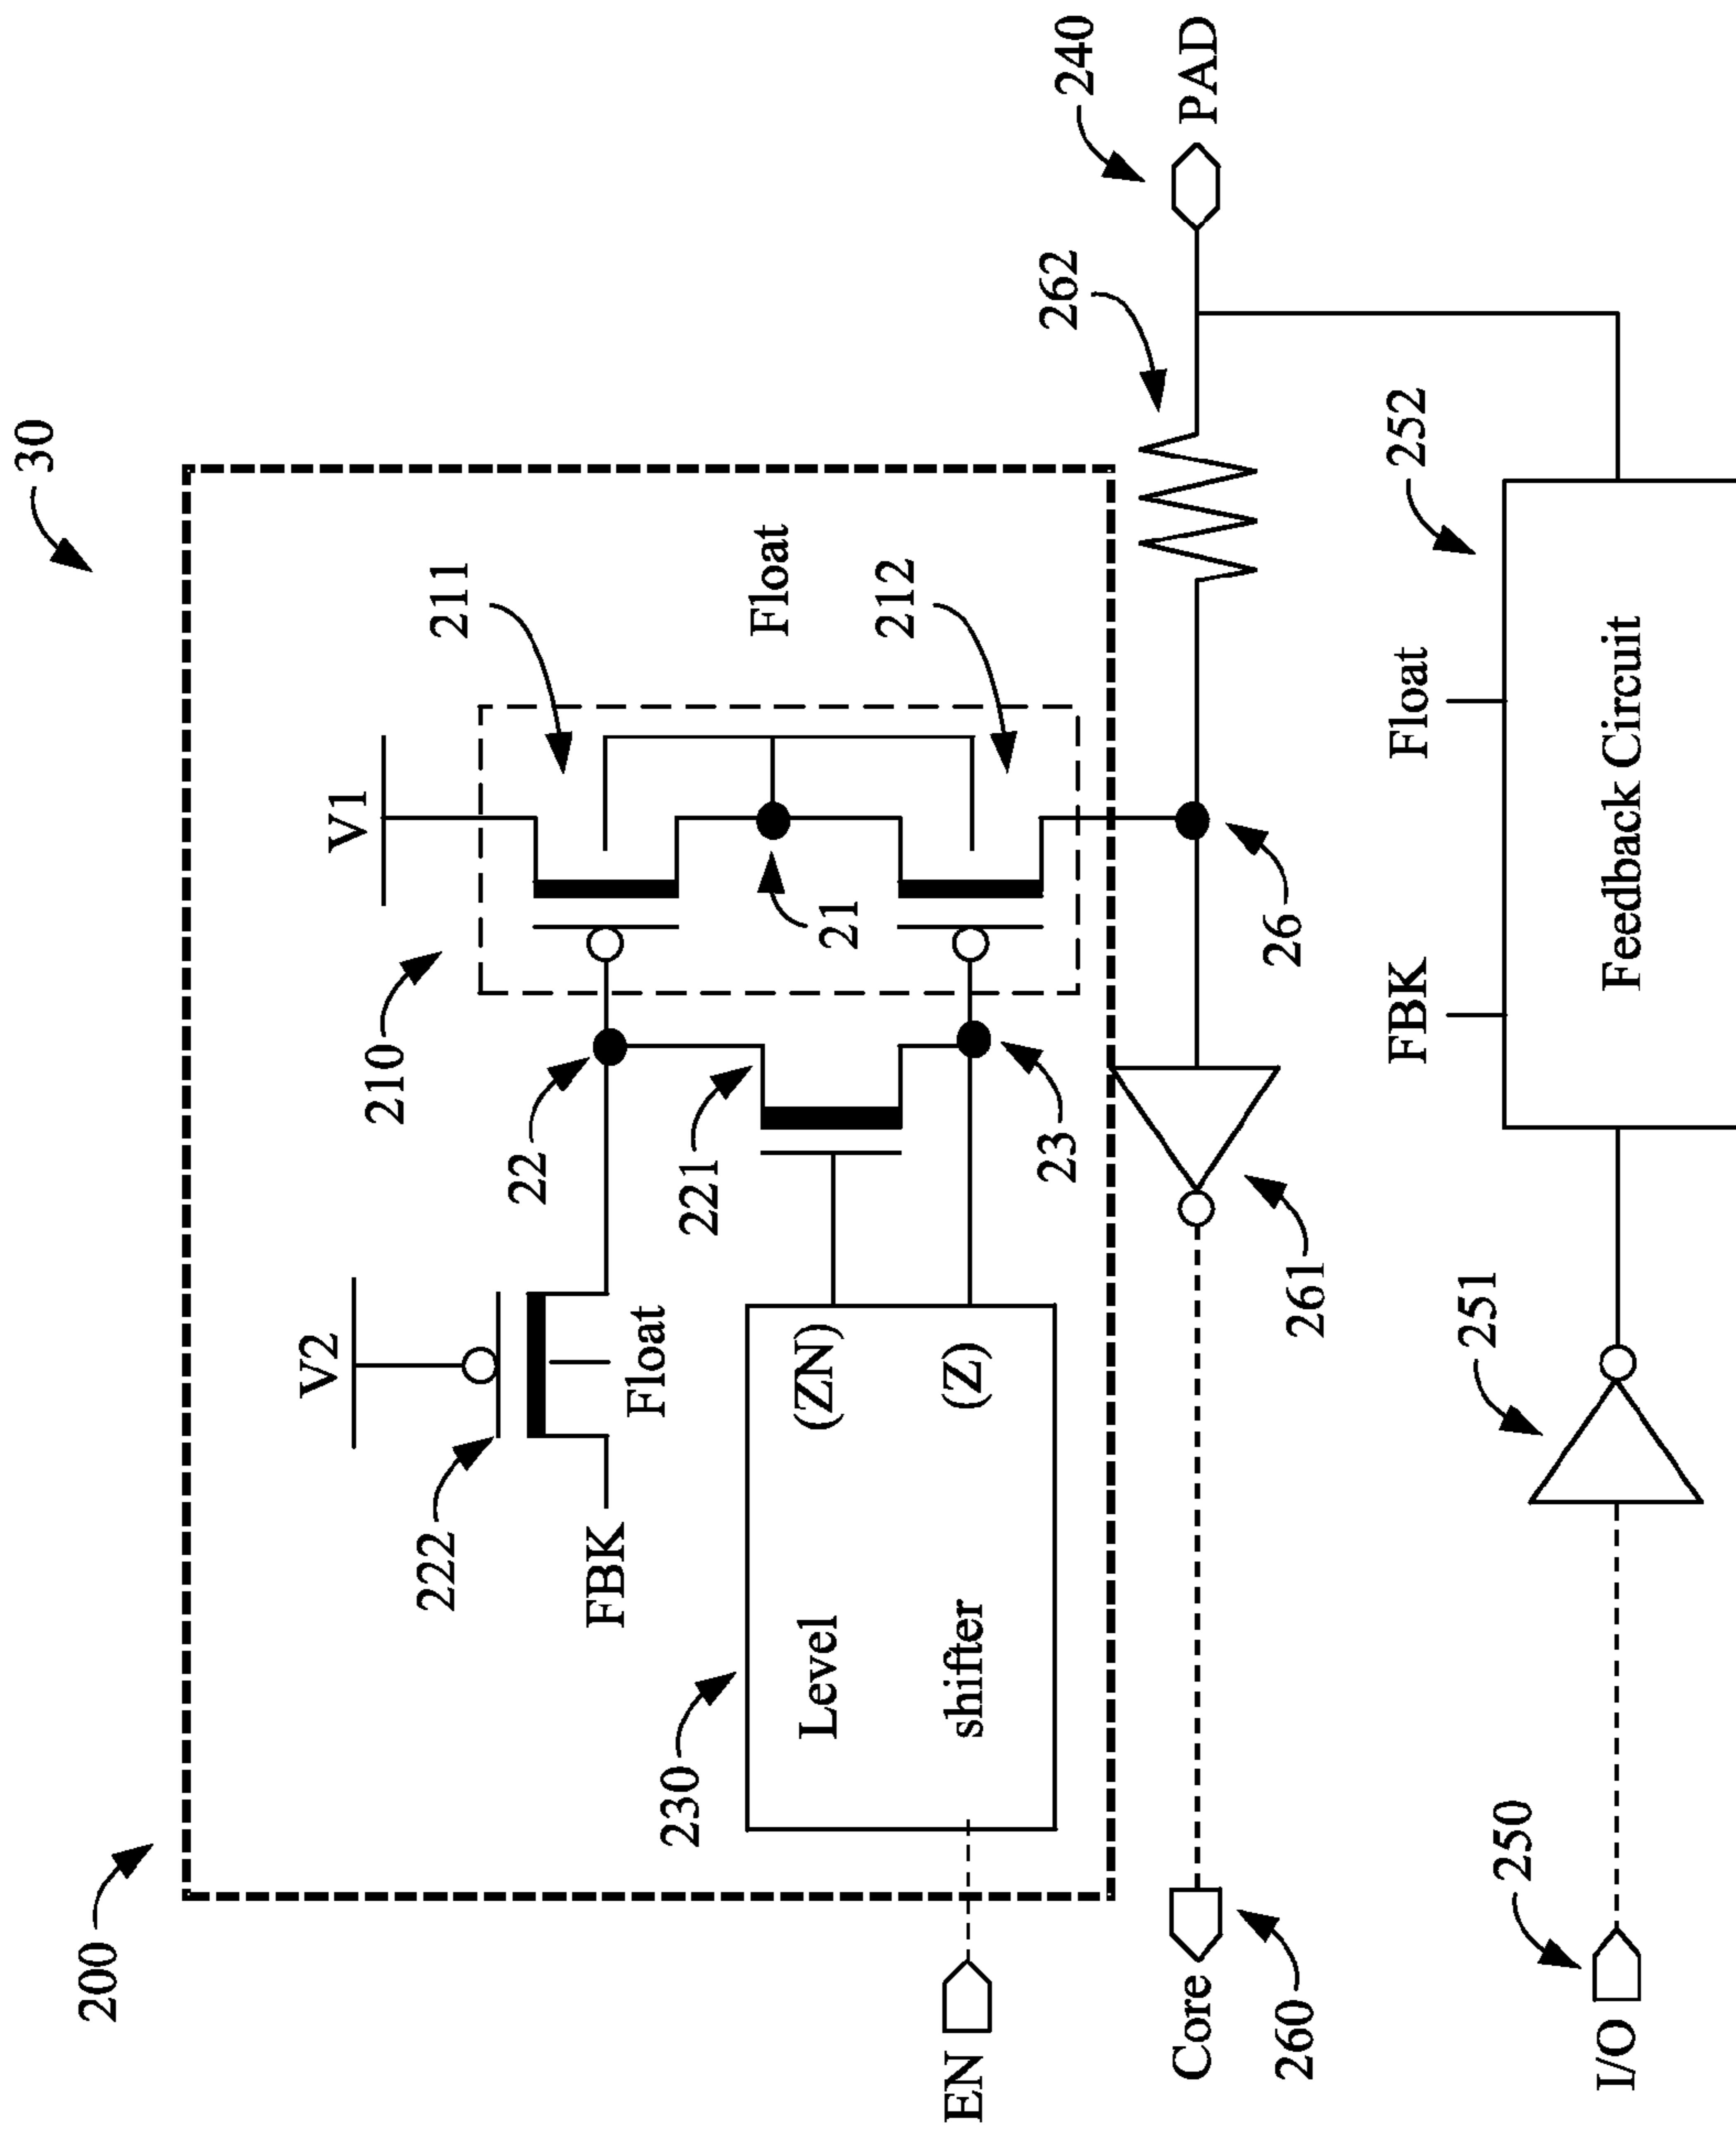 30
200
V1
V2
211
210
222
Float
FBK
22
221
21
Float
212
230
Level
shifter
(ZN)
(Z)
23
EN
26
262
240
PAD
Core
260
261
FBK
Float
252
Feedback Circuit
251
250
I/O